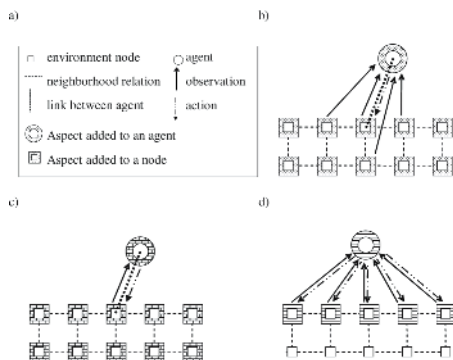 a)
b)
environment node
agent
neighborhood relation
observation
link between agent
action
Aspect added to an agent
Aspect added to a node
c)
d)